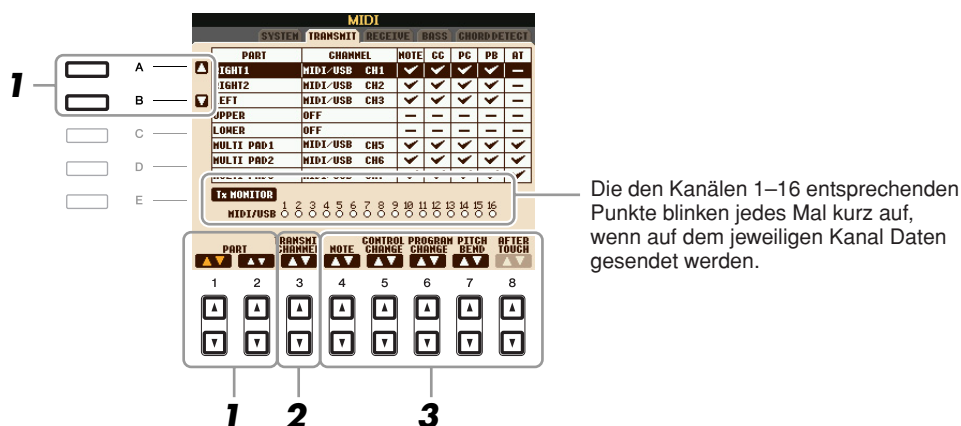 MIDI
SYSTEM TRANSMIT RECEIVE BASS CHORD DETECT
PART CHANNEL NOTE CC PC PB AT
RIGHT1 MIDI/USB CH1
RIGHT2 MIDI/USB CH2
LEFT MIDI/USB CH3
UPPER OFF
LOWER OFF
MULTI PAD1 MIDI/USB CH5
MULTI PAD2 MIDI/USB CH6
1
A
B
C
D
E
Tx MONITOR
1 2 3 4 5 6 7 8 9 10 11 12 13 14 15 16
MIDI/USB
Die den Kanälen 1–16 entsprechenden
Punkte blinken jedes Mal kurz auf,
wenn auf dem jeweiligen Kanal Daten
gesendet werden.
PART TRANSMIT CHANNEL NOTE CONTROL CHANGE PROGRAM CHANGE PITCH BEND AFTER TOUCH
1 2 3 4 5 6 7 8
1 2 3